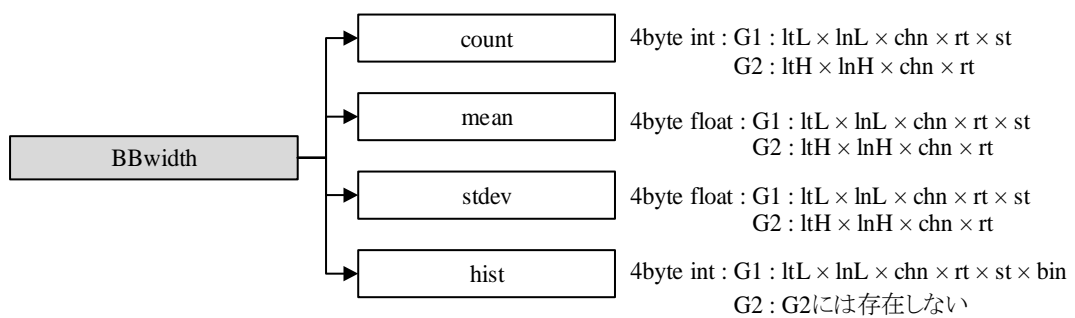 count
4byte int : G1 : ltL × lnL × chn × rt × st
G2 : ltH × lnH × chn × rt
mean
4byte float : G1 : ltL × lnL × chn × rt × st
G2 : ltH × lnH × chn × rt
BBwidth
stdev
4byte float : G1 : ltL × lnL × chn × rt × st
G2 : ltH × lnH × chn × rt
hist
4byte int : G1 : ltL × lnL × chn × rt × st × bin
G2 : G2には存在しない